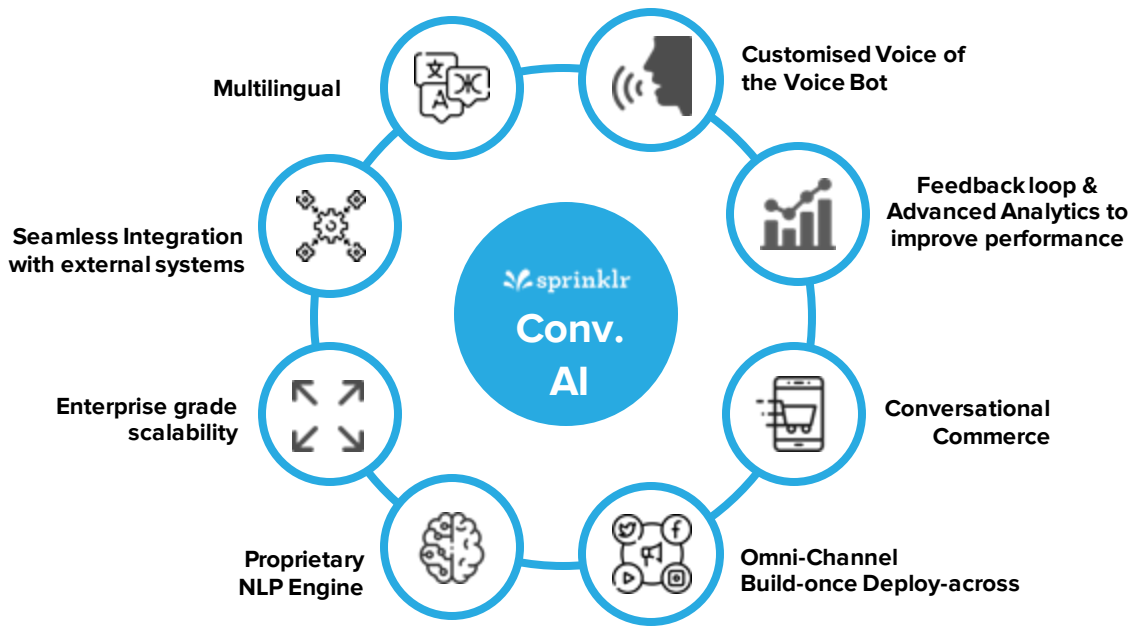 Multilingual
Customised Voice of
the Voice Bot
Feedback loop &
Advanced Analytics to
improve performance
Seamless Integration
with external systems
sprinklr
Conv.
AI
Enterprise grade
scalability
Conversational
Commerce
Proprietary
NLP Engine
Omni-Channel
Build-once Deploy-across
文
A